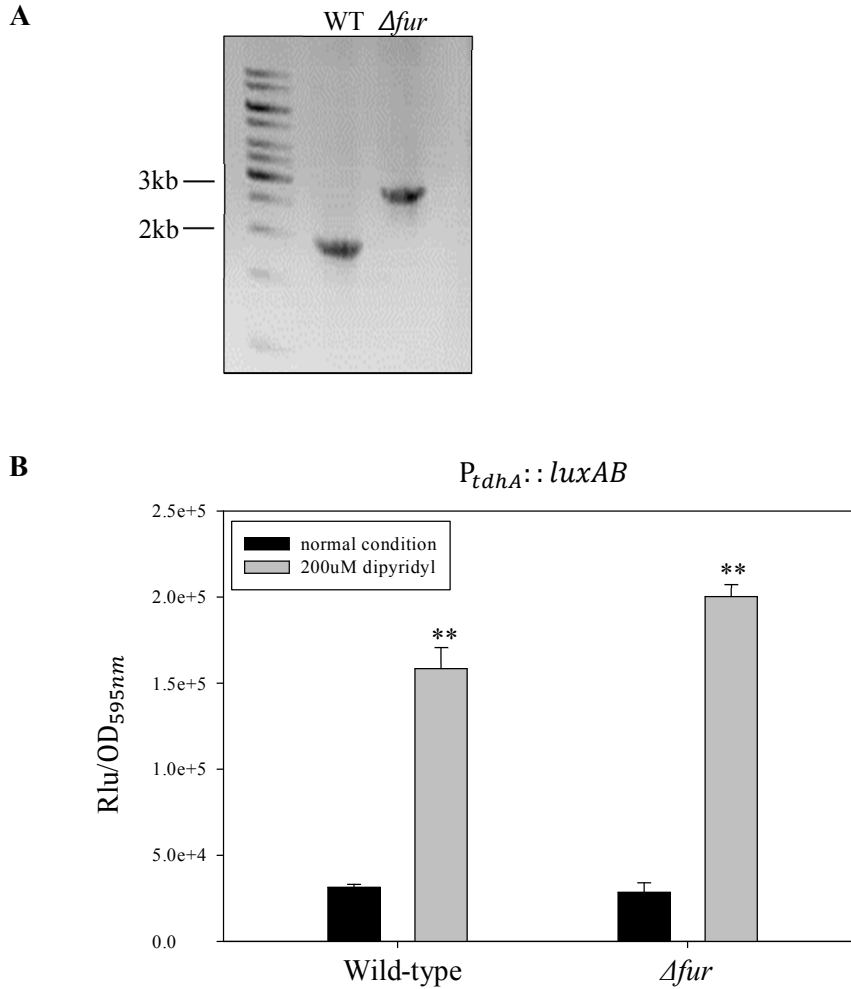 A
WT Δfur
3kb
2kb
B
P_tdhA::luxAB
2.5e+5
2.0e+5
1.5e+5
1.0e+5
5.0e+4
0.0
Rlu/OD_595nm
normal condition
200uM dipyridyl
**
**
Wild-type Δfur